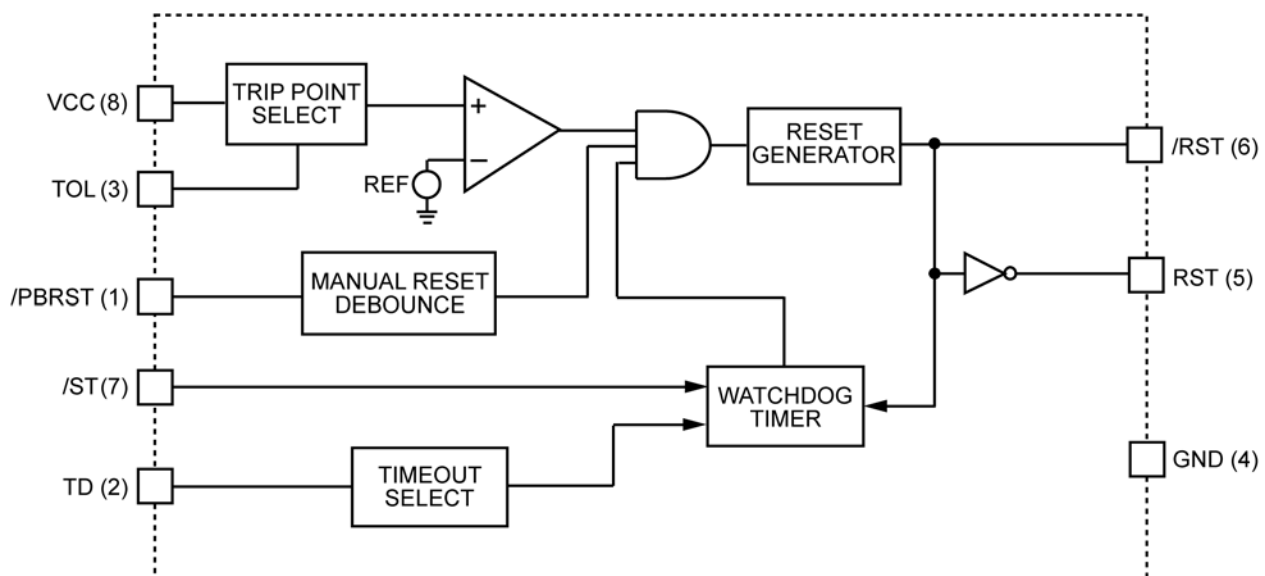 VCC (8)
TRIP POINT
SELECT
+
−
REF
TOL (3)
RESET
GENERATOR
/RST (6)
/PBRST (1)
MANUAL RESET
DEBOUNCE
RST (5)
/ST(7)
WATCHDOG
TIMER
TD (2)
TIMEOUT
SELECT
GND (4)